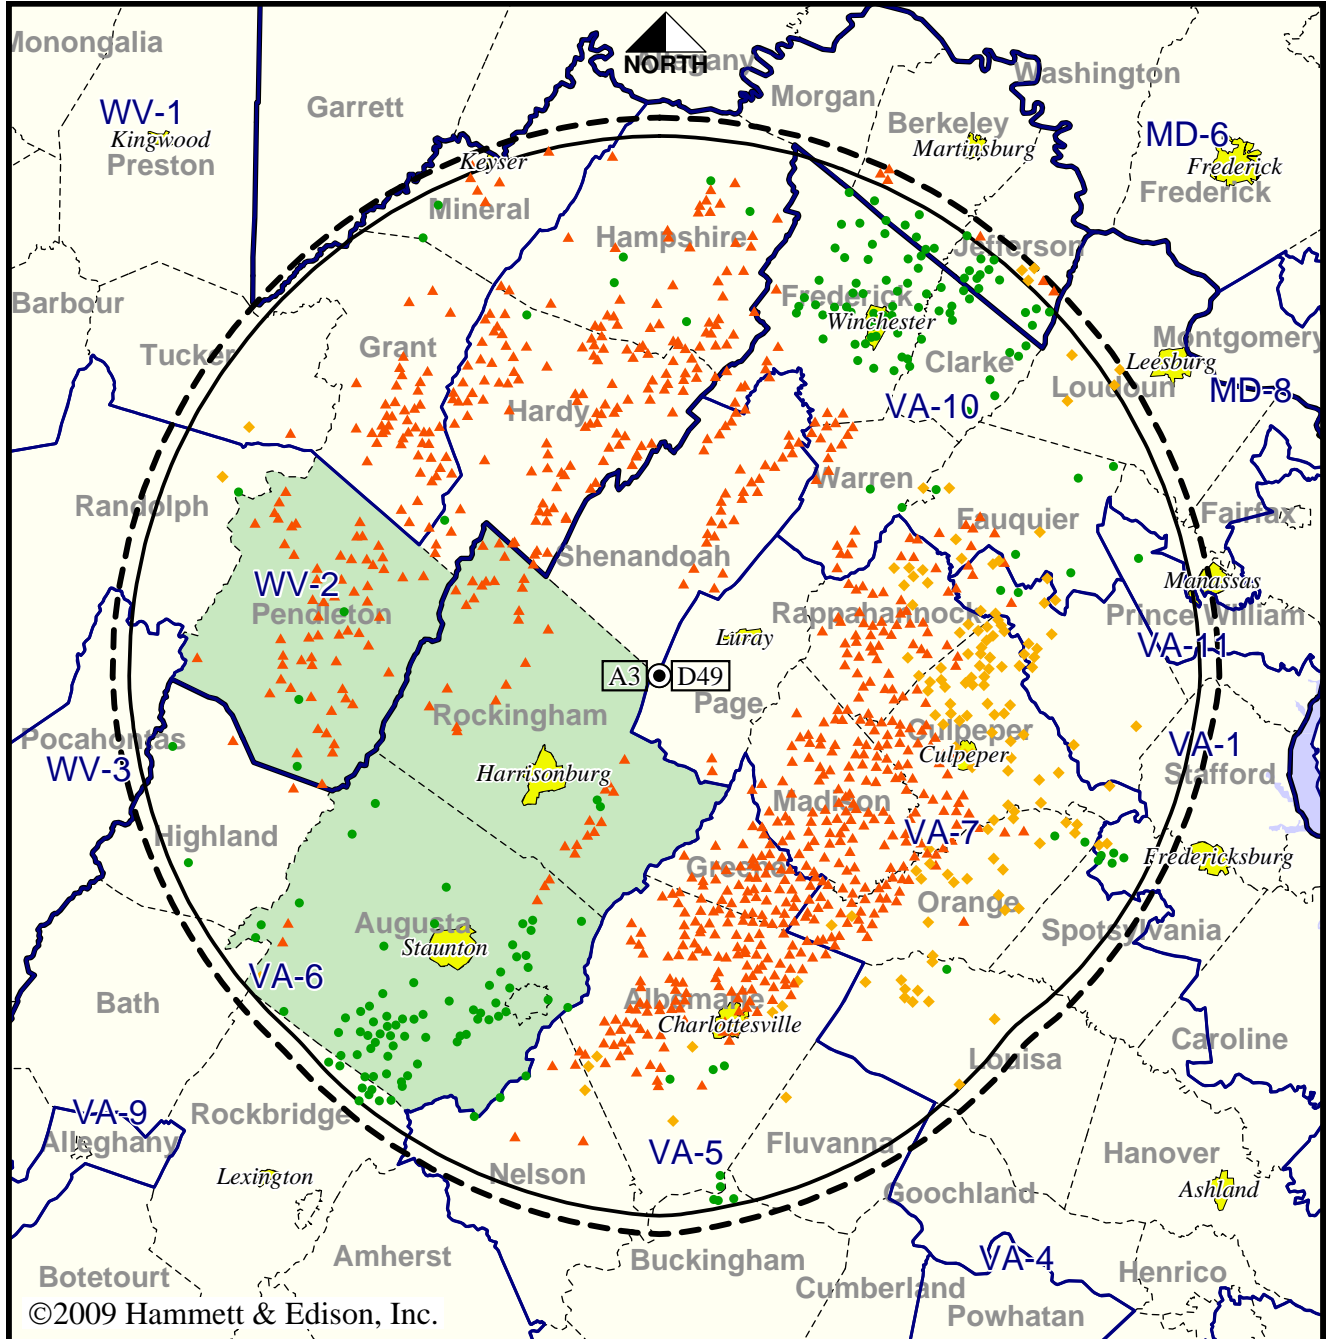 Monongalia
Allegany
NORTH
Washington
Garrett
Morgan
WV-1
Kingwood
Preston
Berkeley
Martinsburg
MD-6
Frederick
Frederick
Keyser
Mineral
Hampshire
Jefferson
Barbour
Frederick
Winchester
Tucker
Grant
Clarke
Montgomery
Leesburg
Loudoun
MD-8
Hardy
VA-10
Randolph
Warren
Fauquier
Fairfax
Shenandoah
WV-2
Pendleton
Manassas
Rappahannock
Prince William
Luray
VA-11
A3
D49
Page
Rockingham
Culpeper
Culpeper
Pocahontas
WV-3
VA-1
Stafford
Harrisonburg
Madison
VA-7
Highland
Fredericksburg
Greene
Orange
Augusta
Staunton
Spotsylvania
VA-6
Bath
Albemarle
Charlottesville
Caroline
Louisa
VA-9
Alleghany
Rockbridge
VA-5
Fluvanna
Hanover
Lexington
Nelson
Goochland
Ashland
Amherst
Buckingham
VA-4
Botetourt
Cumberland
Henrico
Powhatan
©2009 Hammett & Edison, Inc.